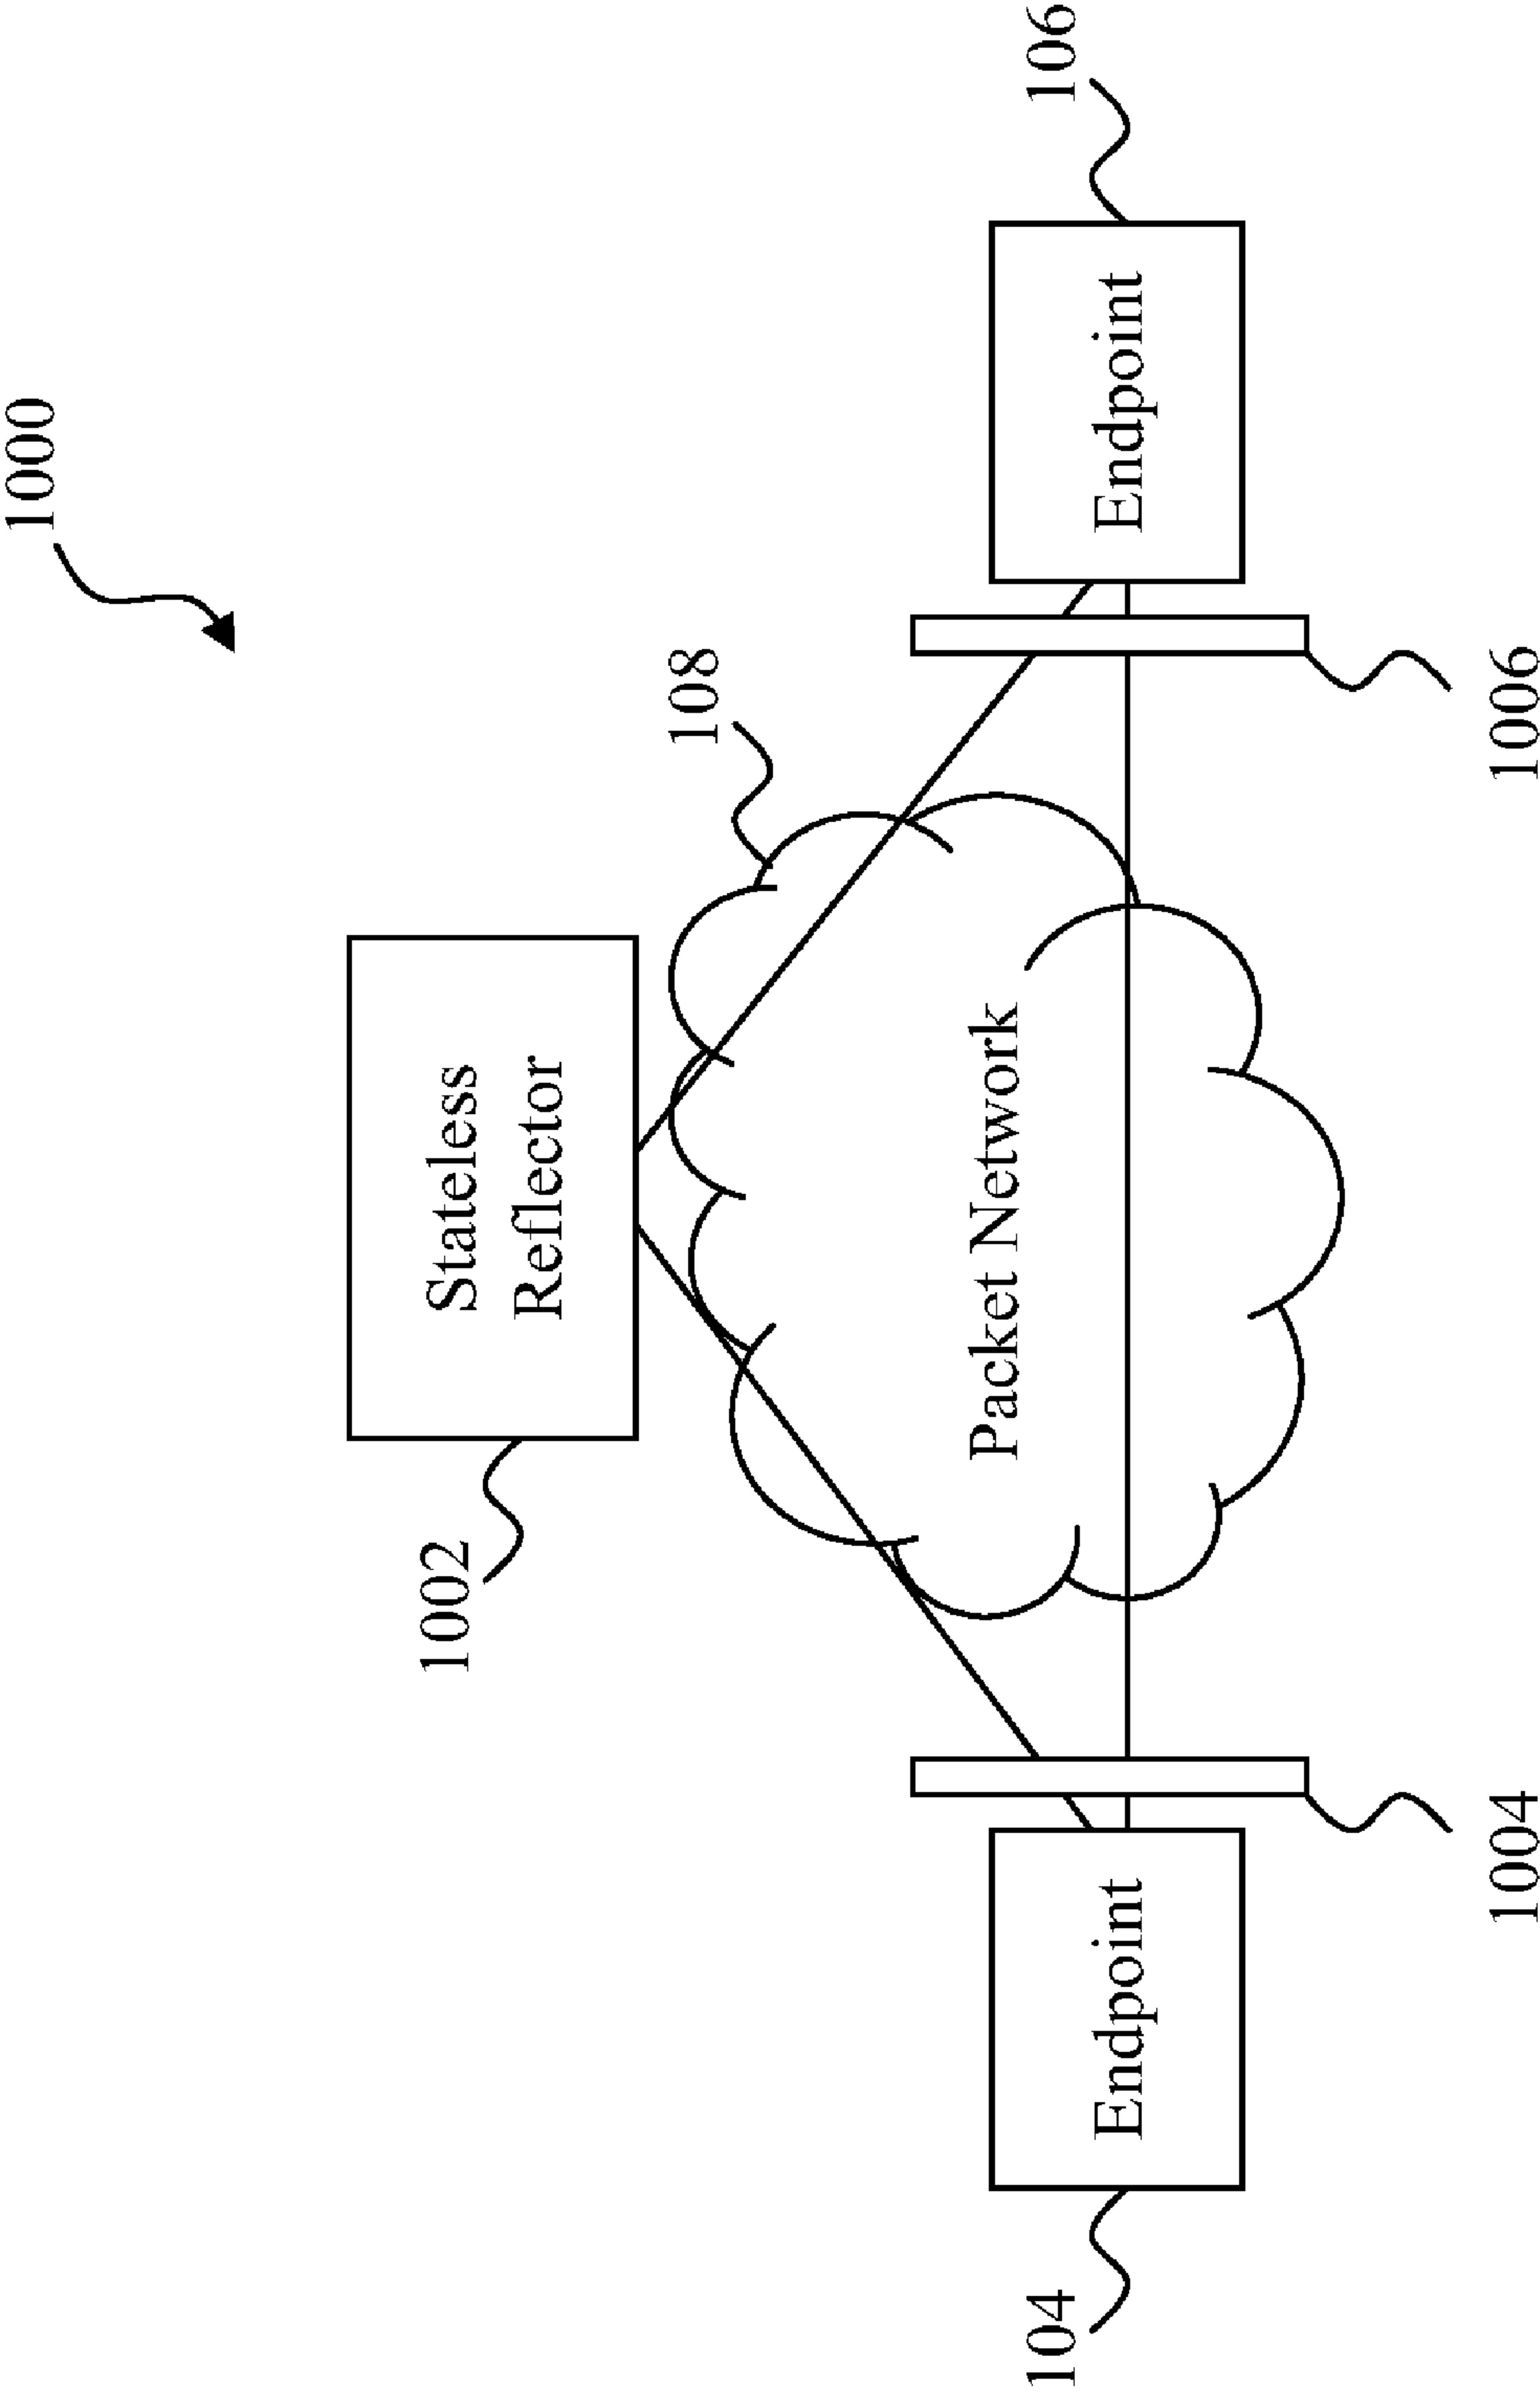 1000
Stateless
Reflector
1002
108
Packet Network
Endpoint
104
Endpoint
106
1004
1006